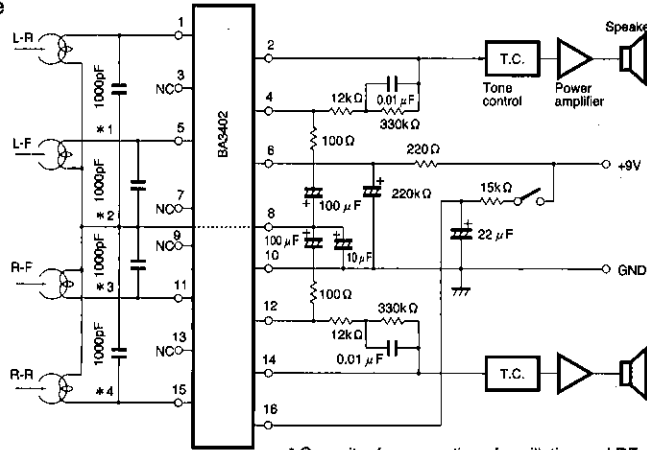 e
L-R
1000pF
*1
L-F
1000pF
*2
R-F
1000pF
*3
R-R
1000pF
*4
1
NC 3
5
NC 7
9
NC
11
13
NC
15
BA3402
2
4
6
8
10
12
14
16
12kΩ
0.01μF
330kΩ
100Ω
100μF
220kΩ
220Ω
15kΩ
22μF
+9V
GND
100μF
10μF
100Ω
12kΩ
330kΩ
0.01μF
T.C.
Tone
control
Power
amplifier
Speake
T.C.